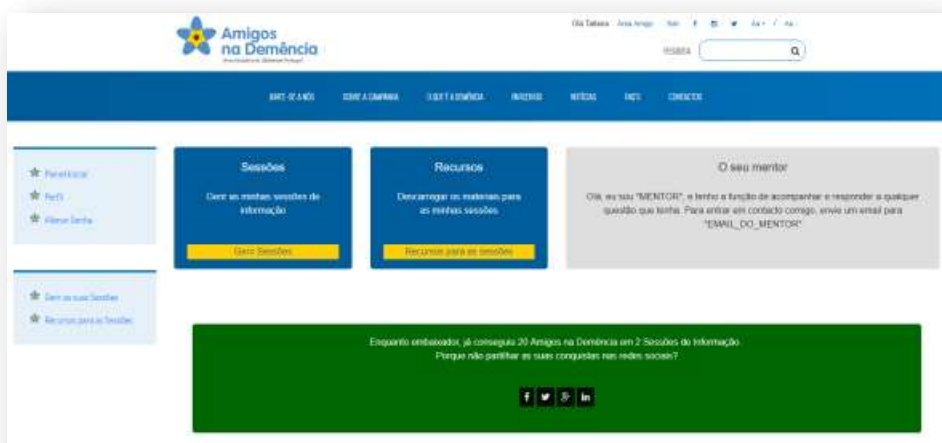 Olá Tatiana Área Amigo Sair Aa + / Aa -
Amigos
na Demência
PESQUISA
JUNTE-SE A NÓS SOBRE A CAMPANHA O QUE É A DEMÊNCIA PARCEIROS NOTÍCIAS FAQ'S CONTACTOS
Painel Inicial
Perfil
Alterar Senha
Gerir as suas Sessões
Recursos para as Sessões
Sessões
Gerir as minhas sessões de
informação
Gerir Sessões
Recursos
Descarregar os materiais para
as minhas sessões
Recursos para as sessões
O seu mentor
Olá, eu sou "MENTOR", e tenho a função de acompanhar e responder a qualquer
questão que tenha. Para entrar em contacto comigo, envie um email para
"EMAIL_DO_MENTOR"
Enquanto embaixador, já conseguiu 20 Amigos na Demência em 2 Sessões de Informação
Porque não partilhar as suas conquistas nas redes sociais?